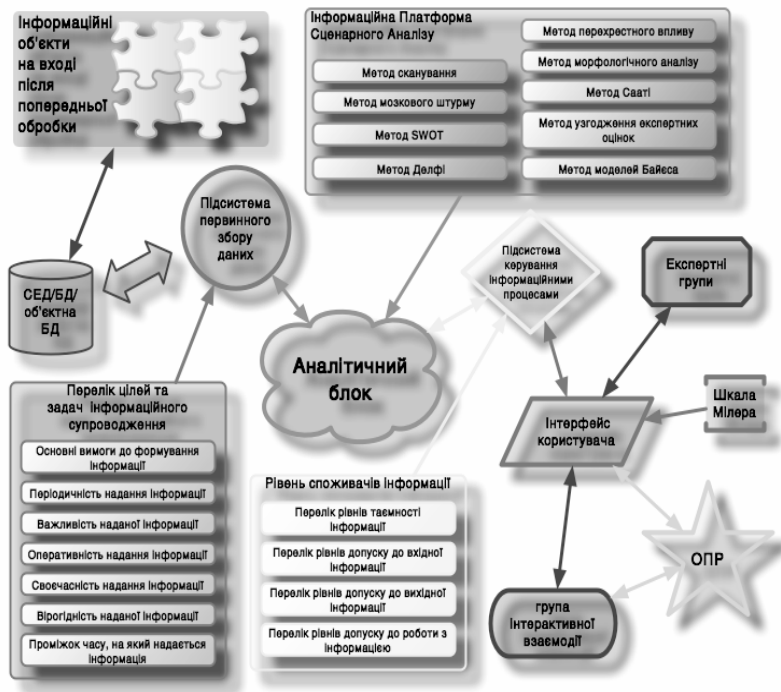 Інформаційні
об'єкти
на вході
після
попередньої
обробки
Інформаційна Платформа
Сценарного Аналізу
Метод сканування
Метод мозкового штурму
Метод SWOT
Метод Делфі
Метод перехрестного впливу
Метод морфологічного аналізу
Метод Сааті
Метод узгодження експертних
оцінок
Метод моделей Байєса
Підсистема
первинного
збору
даних
СЕД/БД/
об'єктна
БД
Підсистема
керування
інформаційними
процесами
Експертні
групи
Аналітичний
блок
Перелік цілей та
задач інформаційного
супроводження
Основні вимоги до формування
інформації
Періодичність надання інформації
Важливість наданої інформації
Оперативність надання інформації
Своєчасність надання інформації
Вірогідність наданої інформації
Проміжок часу, на який надається
інформація
Рівень споживачів інформації
Перелік рівнів таємності
інформації
Перелік рівнів допуску до вхідної
інформації
Перелік рівнів допуску до вихідної
інформації
Перелік рівнів допуску до роботи з
інформацією
Інтерфейс
користувача
Шкала
Мілера
ОПР
група
інтерактивної
взаємодії